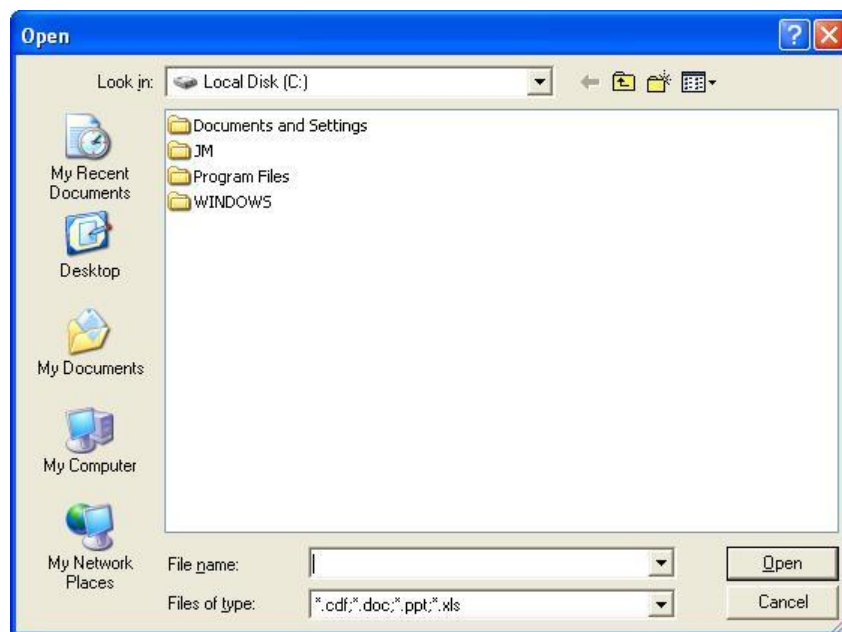 Open
Look in:
Local Disk (C:)
Documents and Settings
JM
Program Files
WINDOWS
My Recent
Documents
Desktop
My Documents
My Computer
My Network
Places
File name:
Open
Files of type:
*.cdf;*.doc;*.ppt;*.xls
Cancel